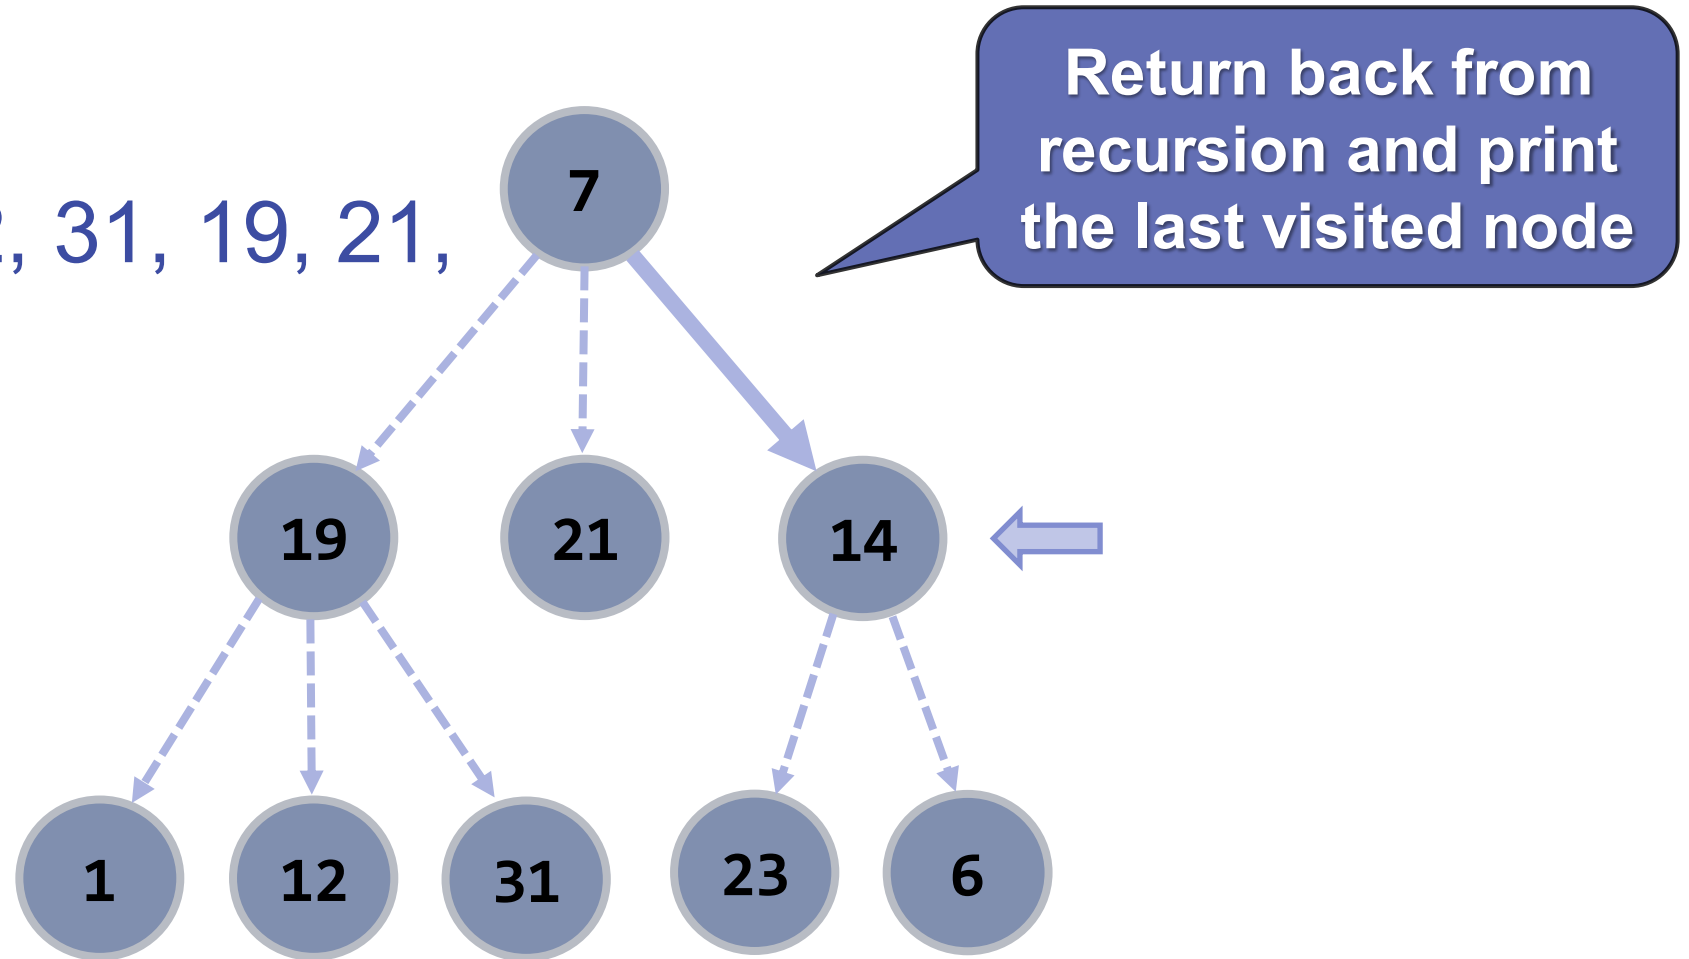 Return back from
recursion and print
the last visited node
, 31, 19, 21,
7
19
21
14
1
12
31
23
6